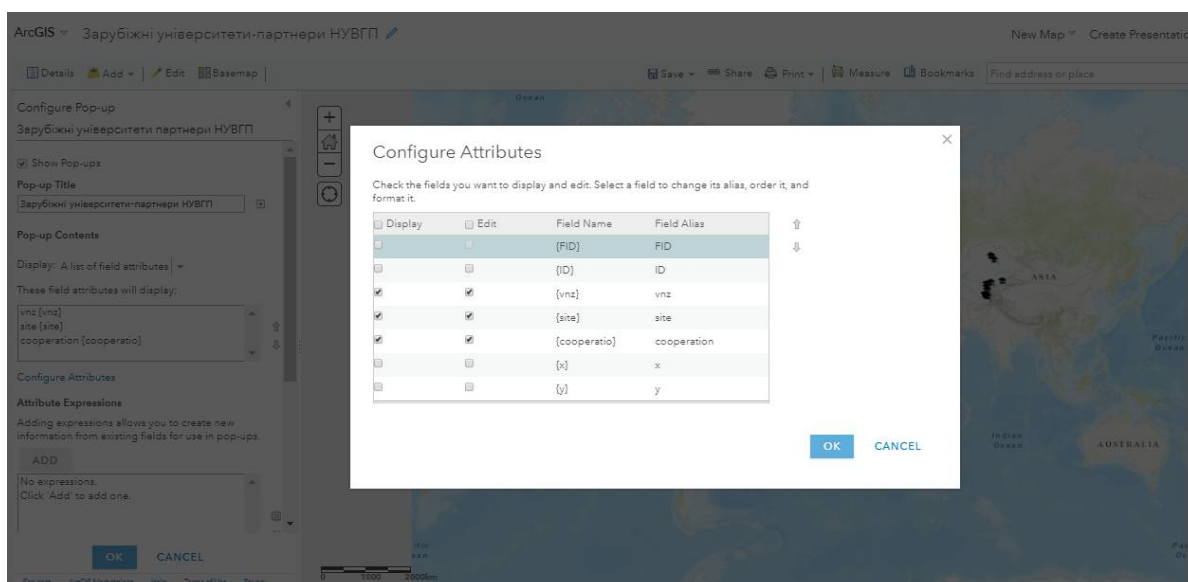 ArcGIS Зарубіжні університети-партнери НУВГП
New Map Create Presentatio
Details Add Edit Basemap
Save Share Print Measure Bookmarks Find address or place
Configure Pop-up
Зарубіжні університети партнери НУВГП
Show Pop-ups
Pop-up Title
Зарубіжні університети-партнери НУВГП
Pop-up Contents
Display: A list of field attributes
These field attributes will display:
vnz {vnz}
site {site}
cooperation {cooperatio}
Configure Attributes
Attribute Expressions
Adding expressions allows you to create new
information from existing fields for use in pop-ups.
ADD
No expressions.
Click 'Add' to add one.
OK CANCEL
Configure Attributes
Check the fields you want to display and edit. Select a field to change its alias, order it, and
format it.
Display Edit Field Name Field Alias
{FID} FID
{ID} ID
{vnz} vnz
{site} site
{cooperatio} cooperation
{x} x
{y} y
OK CANCEL
Ocean
ASIA
Pacific
Ocean
Indian
Ocean
AUSTRALIA
0 1000 2000km